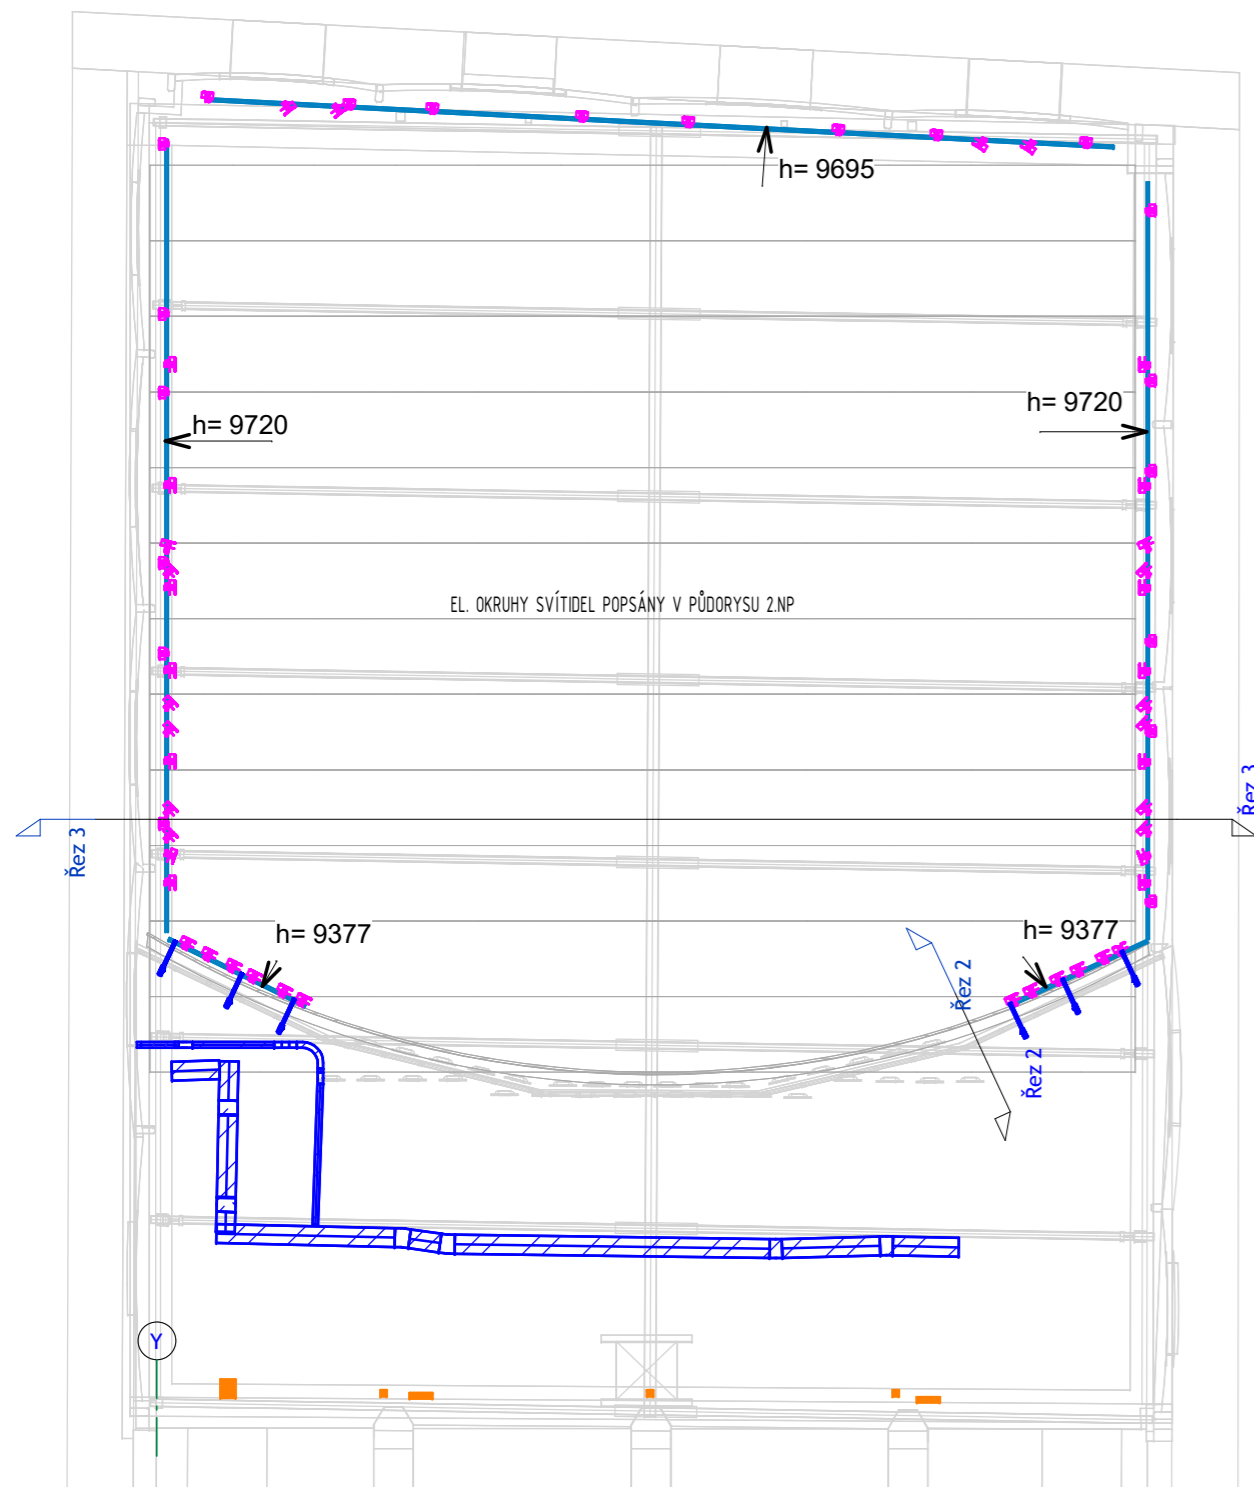 h= 9695
h= 9720
h= 9720
EL. OKRUHY SVÍTIDEL POPSÁNY V PŮDORYSU 2.NP
Řez 3
Řez 3
h= 9377
h= 9377
Řez 2
Řez 2
Y